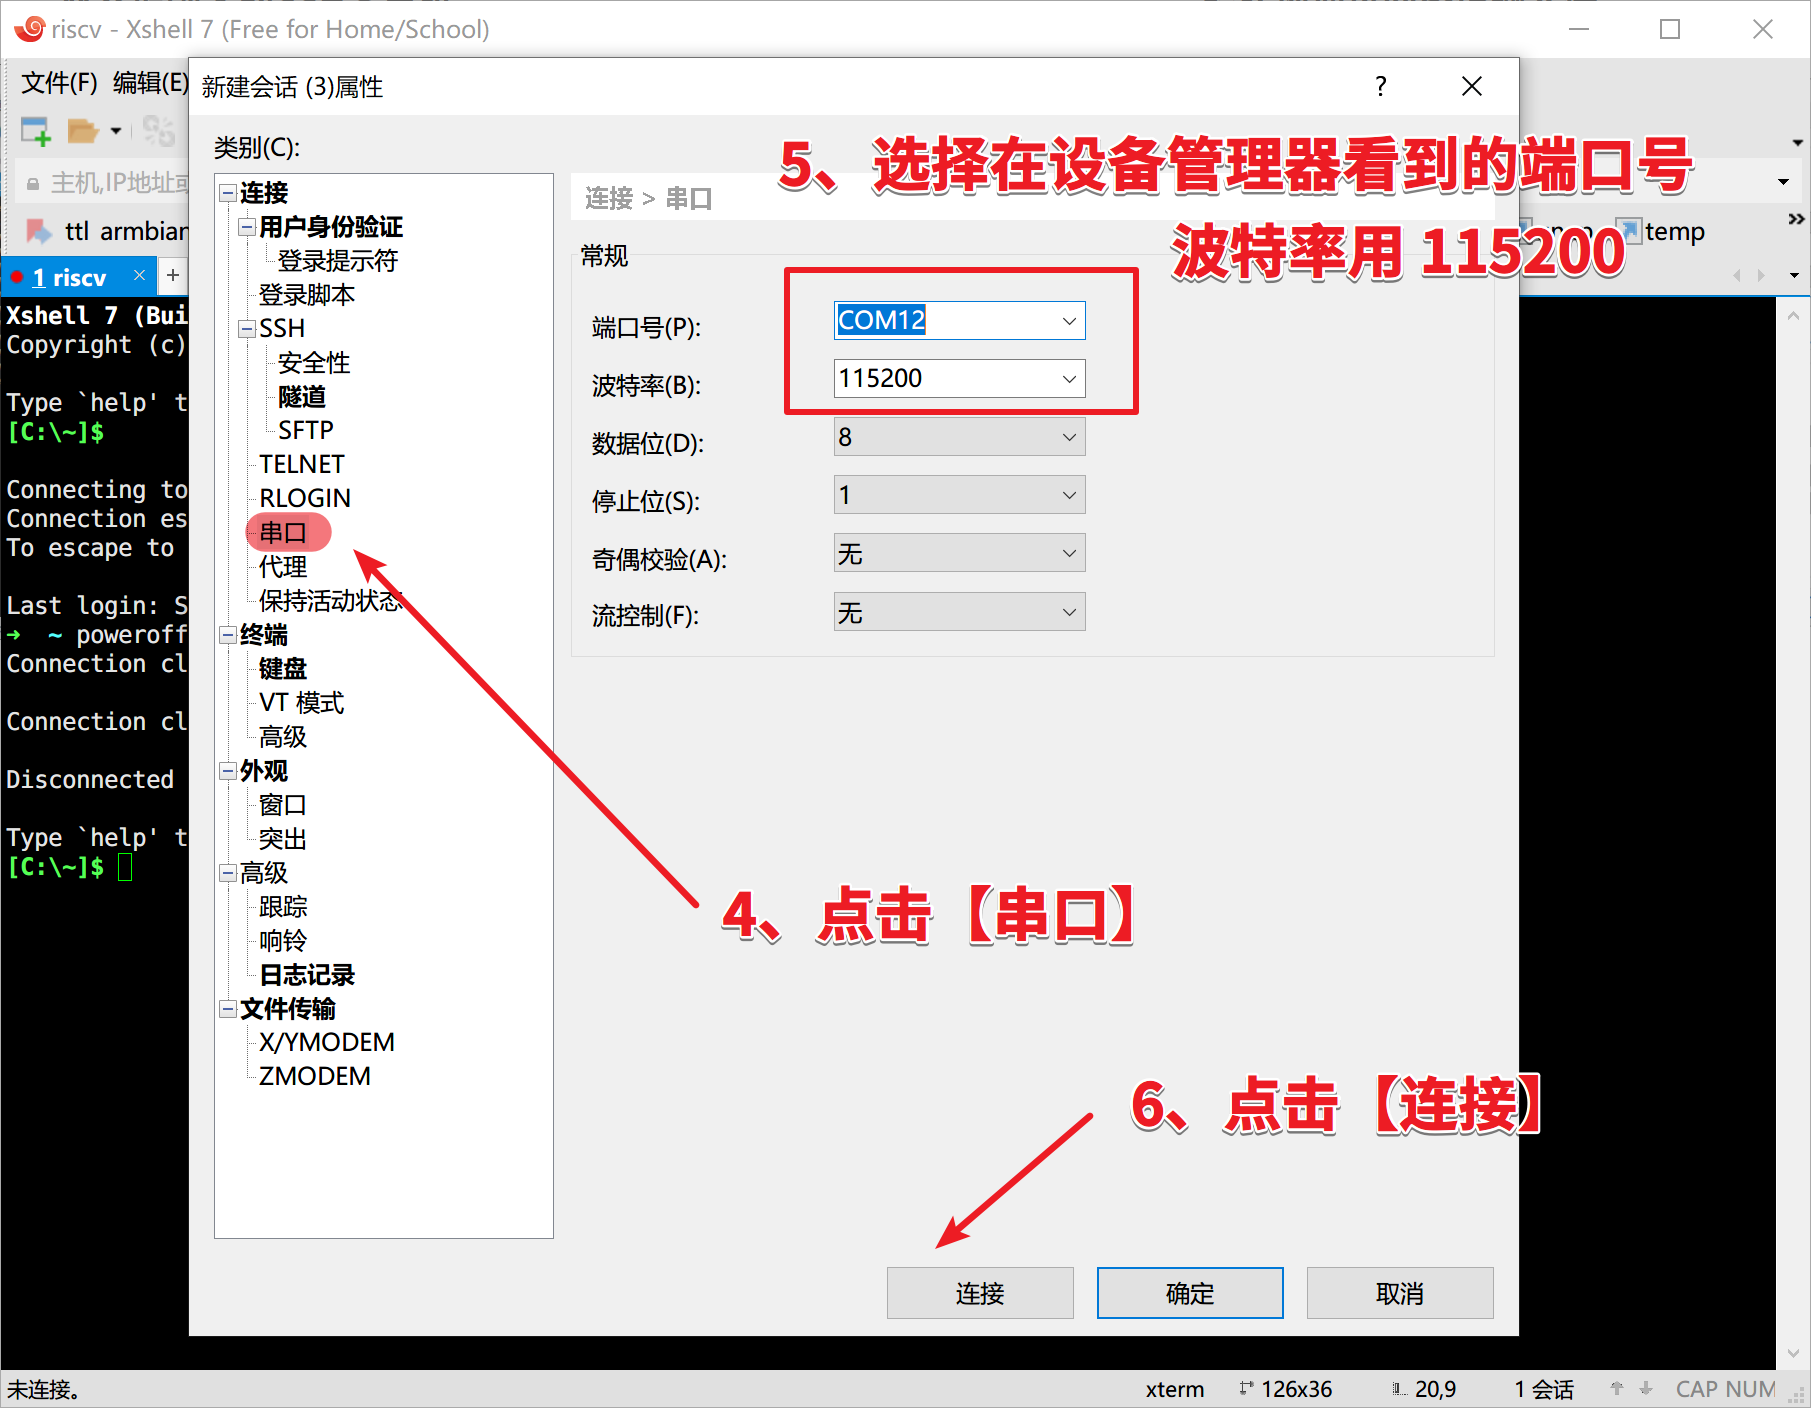 riscv - Xshell 7 (Free for Home/School)
文件(F) 编辑(E)
新建会话 (3)属性
?
主机,IP地址或
ttl armbian
temp
1 riscv
+
Xshell 7 (Bui
Copyright (c)
Type `help' t
[C:\~]$
Connecting to
Connection es
To escape to
Last login: S
➜ ~ poweroff
Connection cl
Connection cl
Disconnected
Type `help' t
[C:\~]$
类别(C):
连接
用户身份验证
登录提示符
登录脚本
SSH
安全性
隧道
SFTP
TELNET
RLOGIN
串口
代理
保持活动状态
终端
键盘
VT 模式
高级
外观
窗口
突出
高级
跟踪
响铃
日志记录
文件传输
X/YMODEM
ZMODEM
5、选择在设备管理器看到的端口号
波特率用 115200
连接 > 串口
常规
端口号(P): COM12
波特率(B): 115200
数据位(D): 8
停止位(S): 1
奇偶校验(A): 无
流控制(F): 无
4、点击【串口】
6、点击【连接】
连接 确定 取消
未连接。 xterm 126x36 20,9 1 会话 CAP NUM